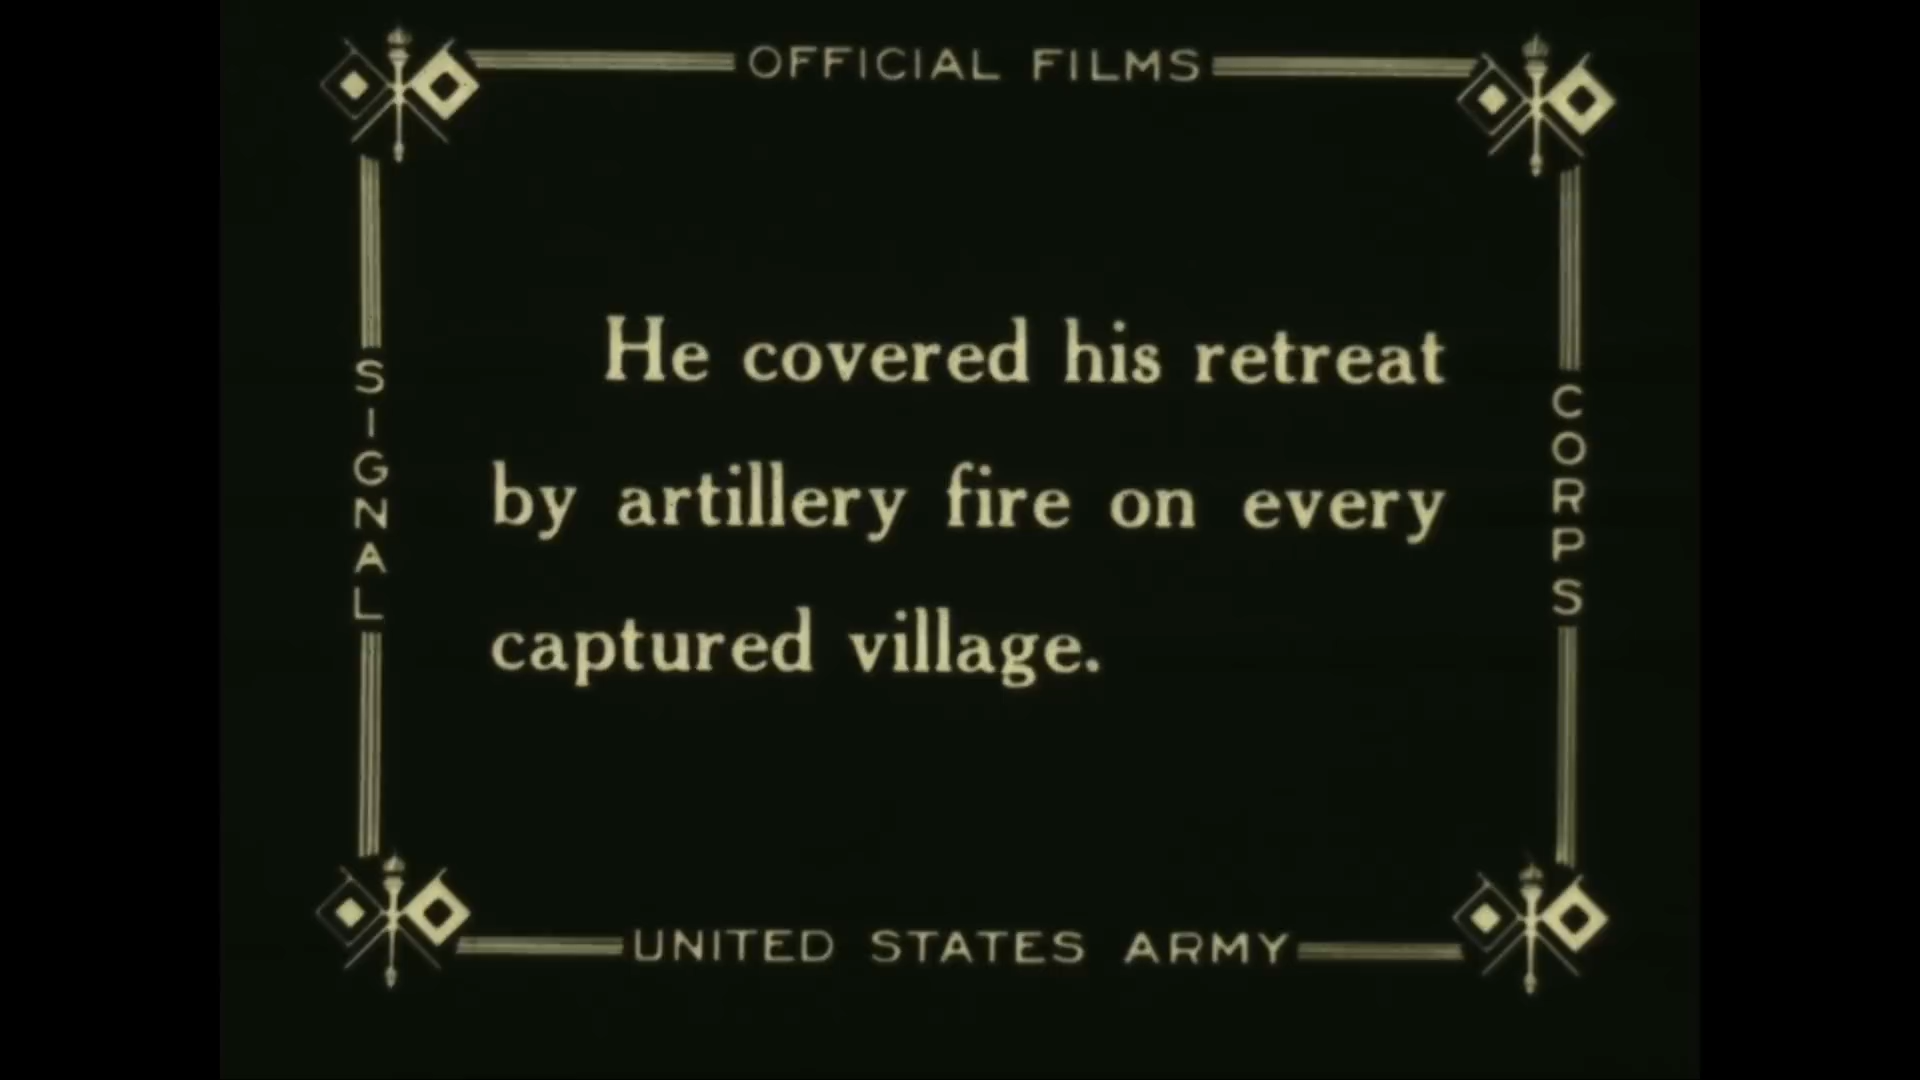 OFFICIAL FILMS
SIGNAL
He covered his retreat
by artillery fire on every
captured village.
CORPS
UNITED STATES ARMY